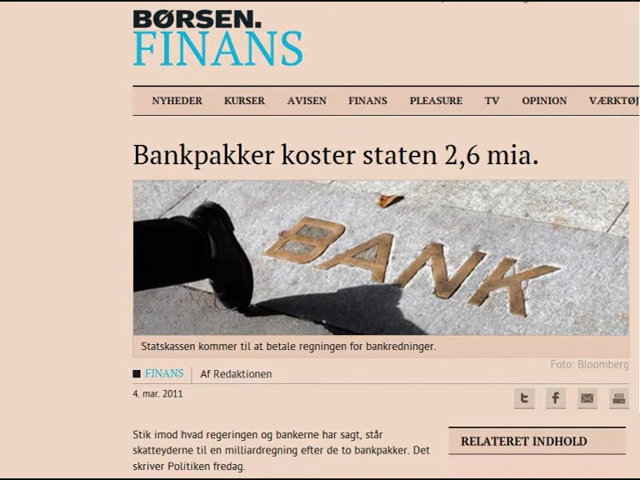 BØRSEN.
FINANS
NYHEDER KURSER AVISEN FINANS PLEASURE TV OPINION VÆRKTØJ
Bankpakker koster staten 2,6 mia.
BANK
Statskassen kommer til at betale regningen for bankredninger.
Foto: Bloomberg
FINANS Af Redaktionen
4. mar. 2011
Stik imod hvad regeringen og bankerne har sagt, står
skatteyderne til en milliardregning efter de to bankpakker. Det
skriver Politiken fredag.
RELATERET INDHOLD